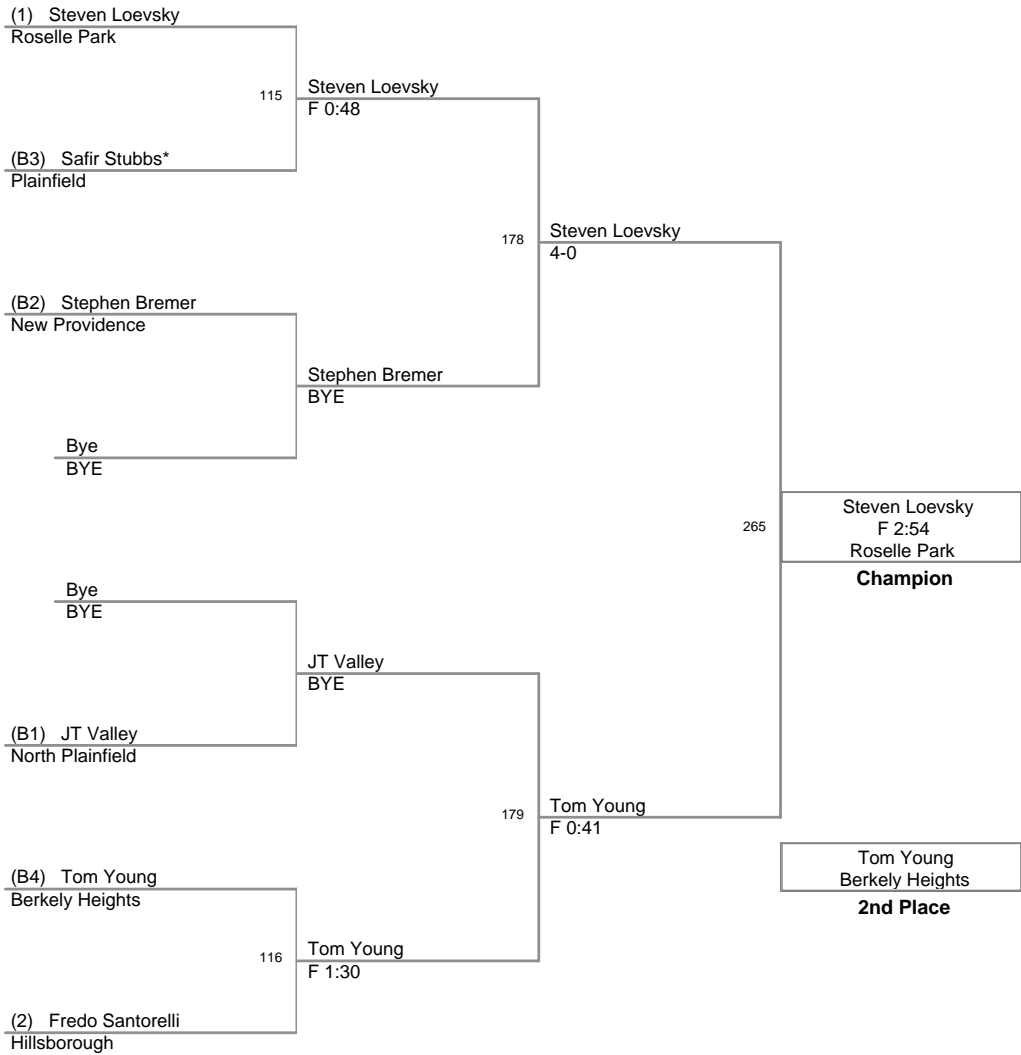 (1) Steven Loevsky
Roselle Park
115
Steven Loevsky
F 0:48
(B3) Safir Stubbs*
Plainfield
178
Steven Loevsky
4-0
(B2) Stephen Bremer
New Providence
Stephen Bremer
BYE
Bye
BYE
265
Steven Loevsky
F 2:54
Roselle Park
Champion
Bye
BYE
JT Valley
BYE
(B1) JT Valley
North Plainfield
179
Tom Young
F 0:41
Tom Young
Berkely Heights
2nd Place
(B4) Tom Young
Berkely Heights
116
Tom Young
F 1:30
(2) Fredo Santorelli
Hillsborough